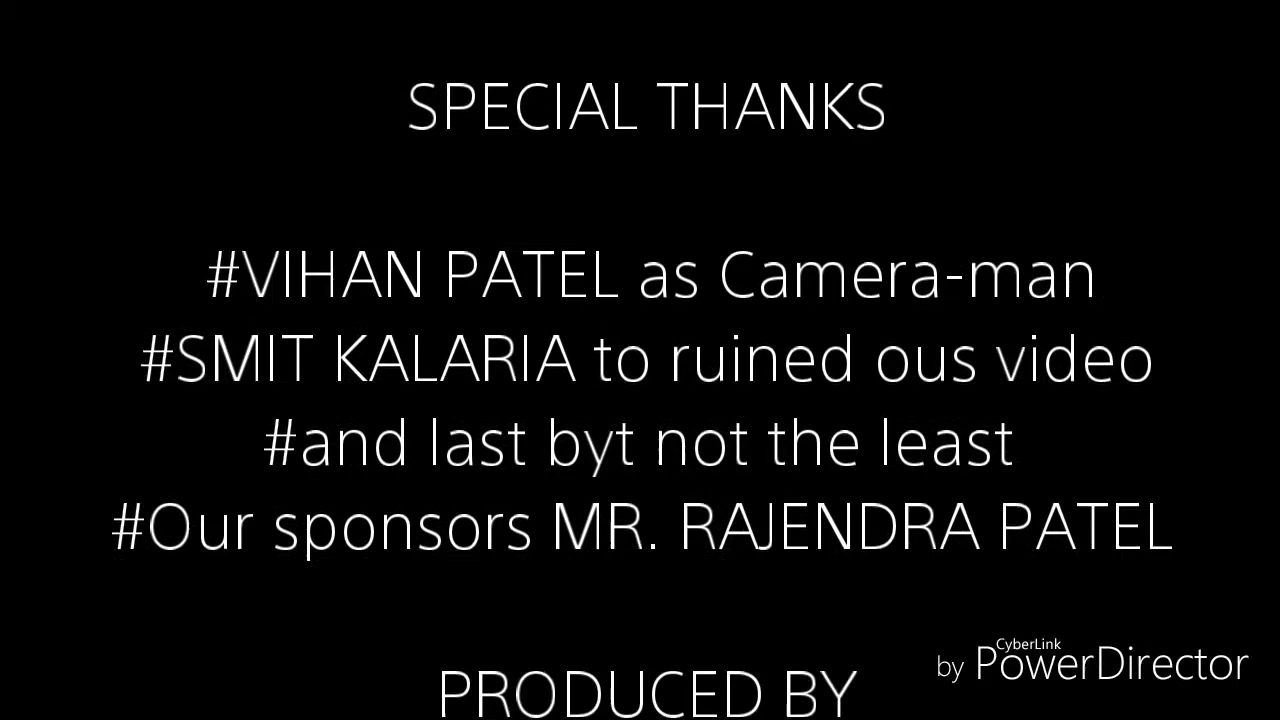 SPECIAL THANKS
#VIHAN PATEL as Camera-man
#SMIT KALARIA to ruined ous video
#and last byt not the least
#Our sponsors MR. RAJENDRA PATEL
CyberLink
by PowerDirector
PRODUCED BY